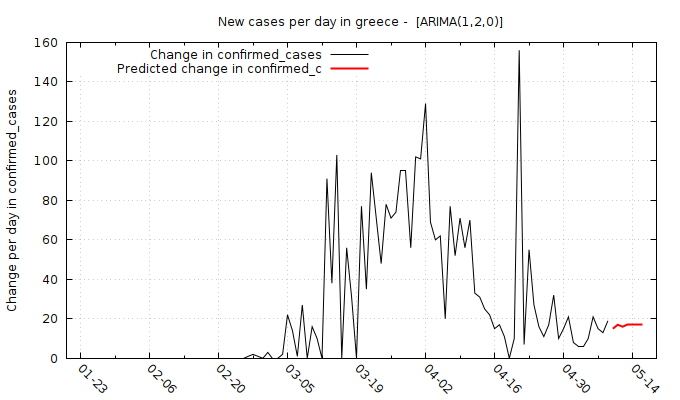 New cases per day in greece -  [ARIMA(1,2,0)]
Change in confirmed_cases
Predicted change in confirmed_c
Change per day in confirmed_cases
160
140
120
100
80
60
40
20
0
01-23 02-06 02-20 03-05 03-19 04-02 04-16 04-30 05-14